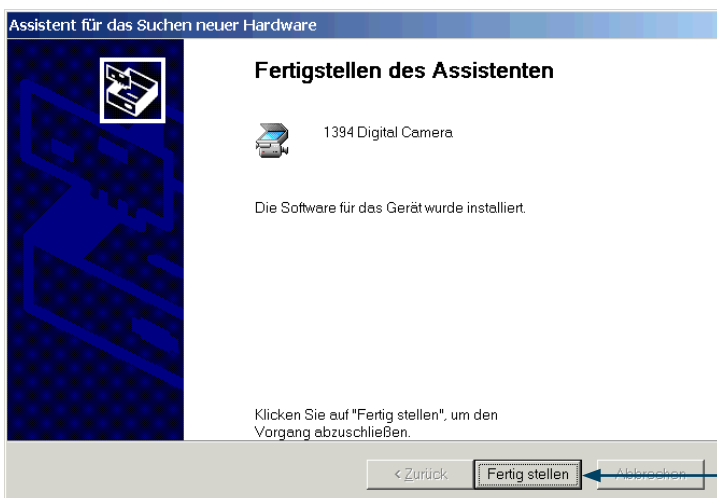 Assistent für das Suchen neuer Hardware
Fertigstellen des Assistenten
1394 Digital Camera
Die Software für das Gerät wurde installiert.
Klicken Sie auf "Fertig stellen", um den
Vorgang abzuschließen.
< Zurück Fertig stellen Abbrechen